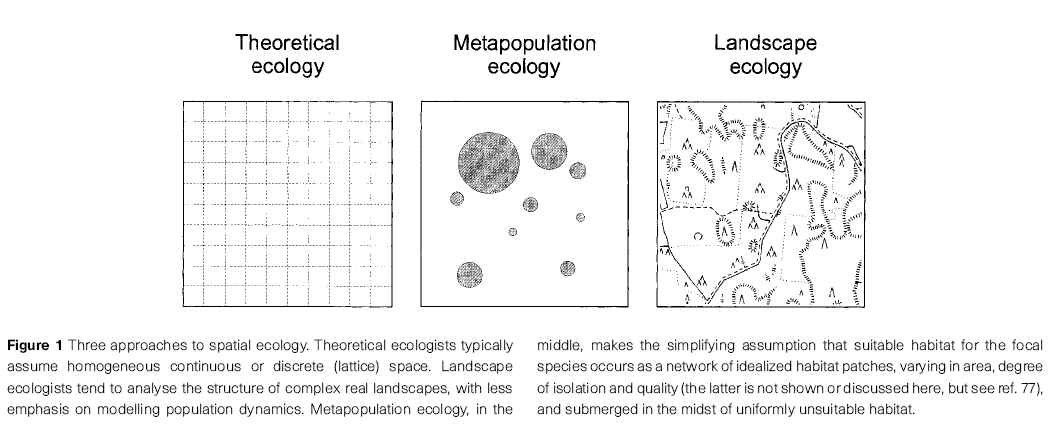 Theoretical
ecology
Metapopulation
ecology
Landscape
ecology
Figure 1 Three approaches to spatial ecology. Theoretical ecologists typically
assume homogeneous continuous or discrete (lattice) space. Landscape
ecologists tend to analyse the structure of complex real landscapes, with less
emphasis on modelling population dynamics. Metapopulation ecology, in the
middle, makes the simplifying assumption that suitable habitat for the focal
species occurs as a network of idealized habitat patches, varying in area, degree
of isolation and quality (the latter is not shown or discussed here, but see ref. 77),
and submerged in the midst of uniformly unsuitable habitat.